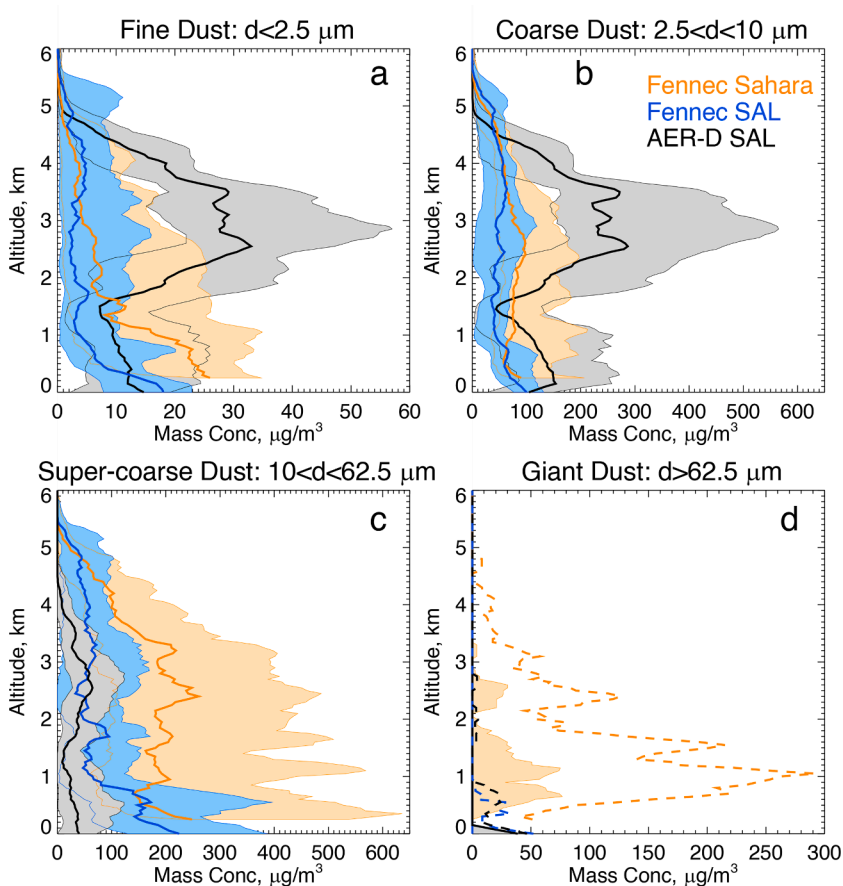 Fine Dust: d<2.5 μm
Coarse Dust: 2.5<d<10 μm
a
b
Fennec Sahara
Fennec SAL
AER-D SAL
Altitude, km
6
5
4
3
2
1
0
0 10 20 30 40 50 60
Mass Conc, μg/m³
Altitude, km
6
5
4
3
2
1
0
0 100 200 300 400 500 600
Mass Conc, μg/m³
Super-coarse Dust: 10<d<62.5 μm
Giant Dust: d>62.5 μm
c
d
Altitude, km
6
5
4
3
2
1
0
0 100 200 300 400 500 600
Mass Conc, μg/m³
Altitude, km
6
5
4
3
2
1
0
0 50 100 150 200 250 300
Mass Conc, μg/m³